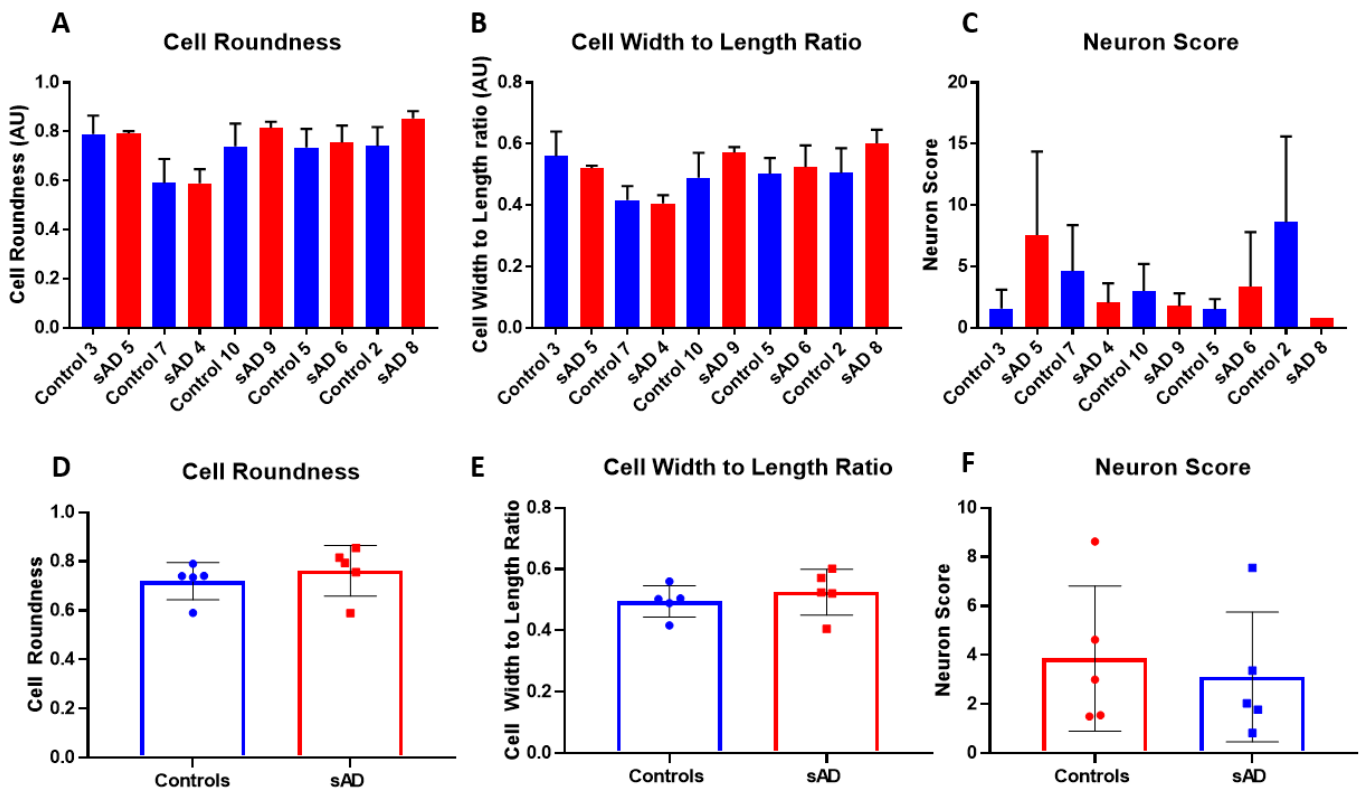 A
Cell Roundness
Cell Roundness (AU)
1.0
0.8
0.6
0.4
0.2
0.0
Control 3
sAD 5
Control 7
sAD 4
Control 10
sAD 9
Control 5
sAD 6
Control 2
sAD 8
B
Cell Width to Length Ratio
Cell Width to Length ratio (AU)
0.8
0.6
0.4
0.2
0.0
Control 3
sAD 5
Control 7
sAD 4
Control 10
sAD 9
Control 5
sAD 6
Control 2
sAD 8
C
Neuron Score
Neuron Score
20
15
10
5
0
Control 3
sAD 5
Control 7
sAD 4
Control 10
sAD 9
Control 5
sAD 6
Control 2
sAD 8
D
Cell Roundness
Cell Roundness
1.0
0.8
0.6
0.4
0.2
0.0
Controls
sAD
E
Cell Width to Length Ratio
Cell Width to Length Ratio
0.8
0.6
0.4
0.2
0.0
Controls
sAD
F
Neuron Score
Neuron Score
10
8
6
4
2
0
Controls
sAD